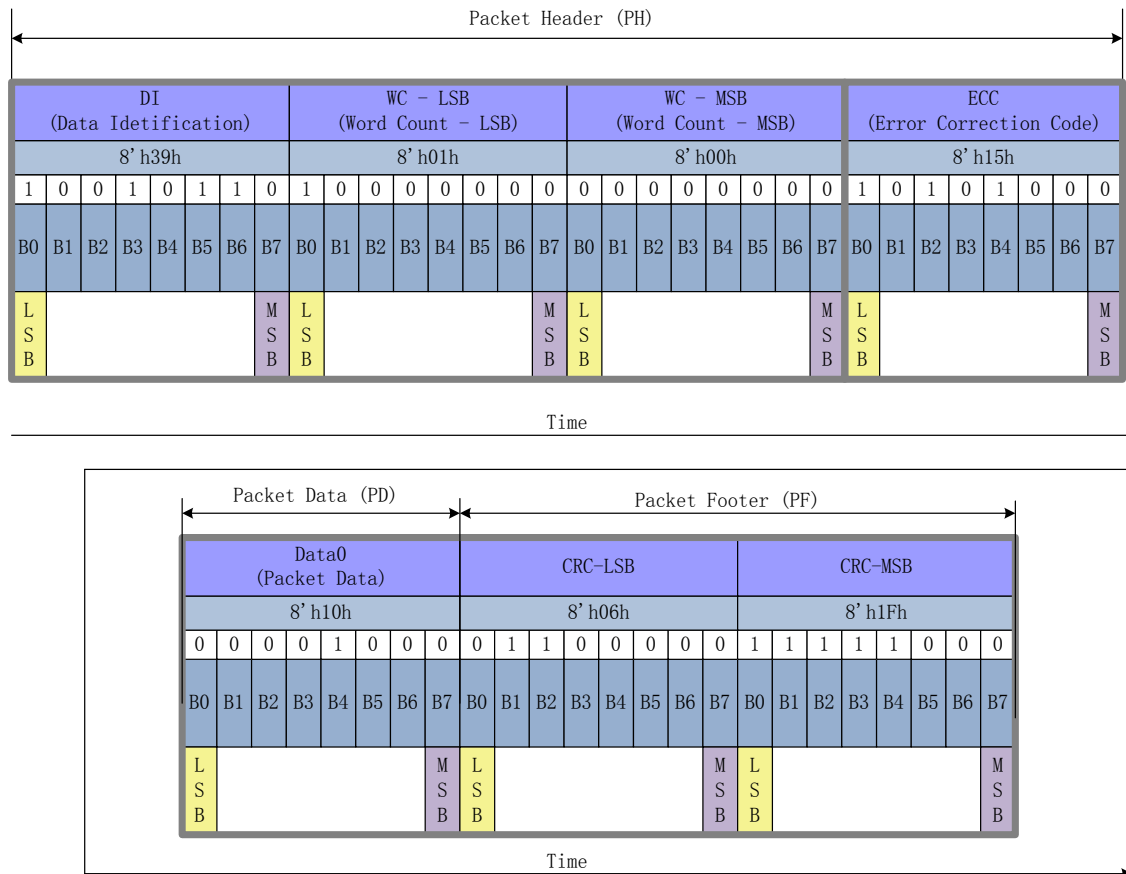 Packet Header (PH)
DI WC - LSB WC - MSB ECC
(Data Idetification) (Word Count - LSB) (Word Count - MSB) (Error Correction Code)
8'h39h 8'h01h 8'h00h 8'h15h
1 0 0 1 0 1 1 0 1 0 0 0 0 0 0 0 0 0 0 0 0 0 0 0 1 0 1 0 1 0 0 0
B0 B1 B2 B3 B4 B5 B6 B7 B0 B1 B2 B3 B4 B5 B6 B7 B0 B1 B2 B3 B4 B5 B6 B7 B0 B1 B2 B3 B4 B5 B6 B7
L M L M L M L M
S S S S S S S S
B B B B B B B B
Time
Packet Data (PD) Packet Footer (PF)
Data0 CRC-LSB CRC-MSB
(Packet Data)
8'h10h 8'h06h 8'h1Fh
0 0 0 0 1 0 0 0 0 1 1 0 0 0 0 0 1 1 1 1 1 0 0 0
B0 B1 B2 B3 B4 B5 B6 B7 B0 B1 B2 B3 B4 B5 B6 B7 B0 B1 B2 B3 B4 B5 B6 B7
L M L M L M
S S S S S S
B B B B B B
Time